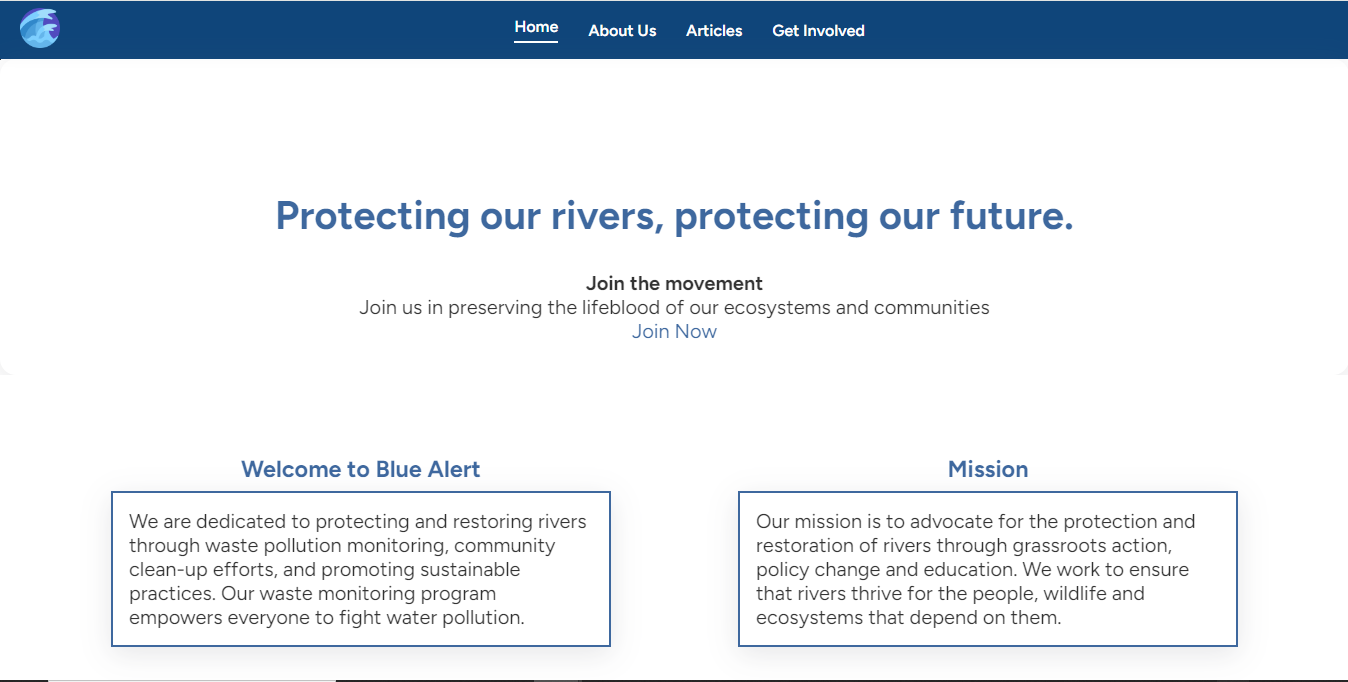 Home About Us Articles Get Involved
Protecting our rivers, protecting our future.
Join the movement
Join us in preserving the lifeblood of our ecosystems and communities
Join Now
Welcome to Blue Alert
We are dedicated to protecting and restoring rivers
through waste pollution monitoring, community
clean-up efforts, and promoting sustainable
practices. Our waste monitoring program
empowers everyone to fight water pollution.
Mission
Our mission is to advocate for the protection and
restoration of rivers through grassroots action,
policy change and education. We work to ensure
that rivers thrive for the people, wildlife and
ecosystems that depend on them.